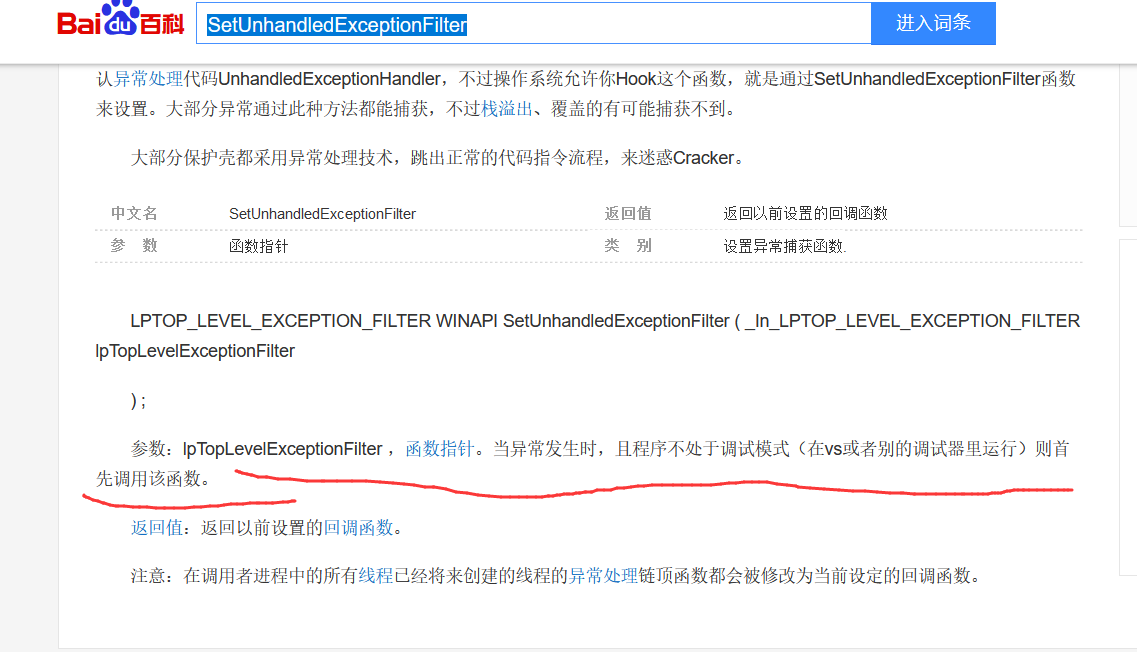 Bai du 百科
SetUnhandledExceptionFilter
进入词条
认异常处理代码UnhandledExceptionHandler，不过操作系统允许你Hook这个函数，就是通过SetUnhandledExceptionFilter函数
来设置。大部分异常通过此种方法都能捕获，不过栈溢出、覆盖的有可能捕获不到。
大部分保护壳都采用异常处理技术，跳出正常的代码指令流程，来迷惑Cracker。
中文名 SetUnhandledExceptionFilter 返回值 返回以前设置的回调函数
参 数 函数指针 类 别 设置异常捕获函数.
LPTOP_LEVEL_EXCEPTION_FILTER WINAPI SetUnhandledExceptionFilter ( _In_LPTOP_LEVEL_EXCEPTION_FILTER
lpTopLevelExceptionFilter
) ;
参数：lpTopLevelExceptionFilter ，函数指针。当异常发生时，且程序不处于调试模式（在vs或者别的调试器里运行）则首
先调用该函数。
返回值：返回以前设置的回调函数。
注意：在调用者进程中的所有线程已经将来创建的线程的异常处理链顶函数都会被修改为当前设定的回调函数。